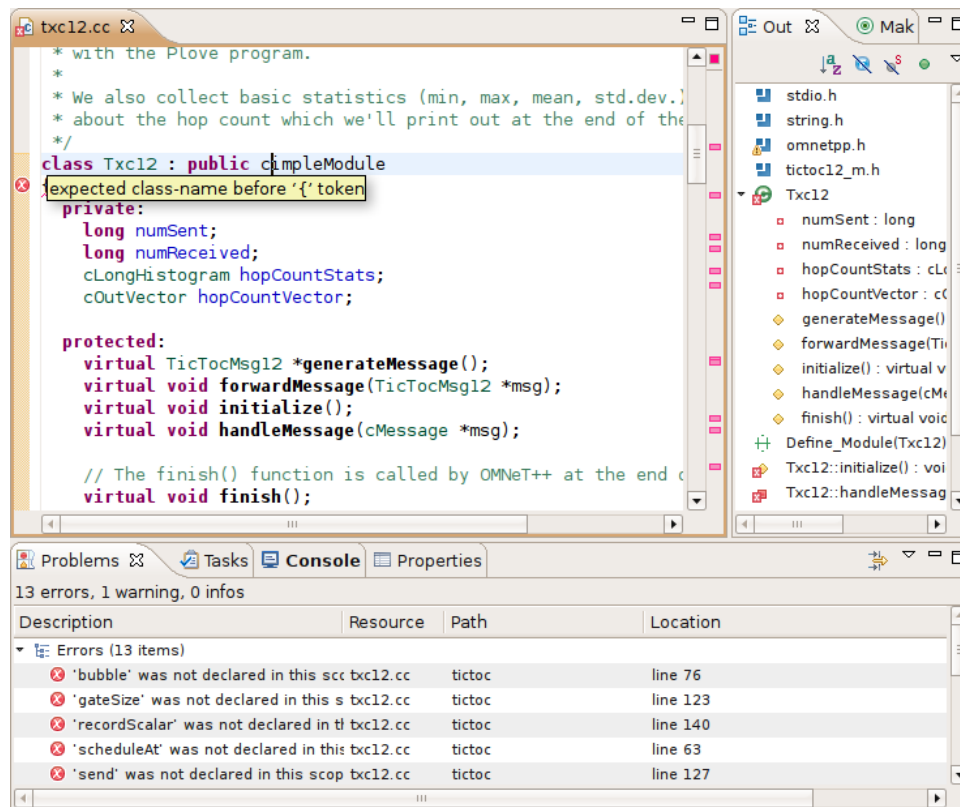 txc12.cc
* with the Plove program.
*
* We also collect basic statistics (min, max, mean, std.dev.)
* about the hop count which we'll print out at the end of the
*/
class Txc12 : public cimpleModule
expected class-name before ‘{’ token
private:
long numSent;
long numReceived;
cLongHistogram hopCountStats;
cOutVector hopCountVector;
protected:
virtual TicTocMsg12 *generateMessage();
virtual void forwardMessage(TicTocMsg12 *msg);
virtual void initialize();
virtual void handleMessage(cMessage *msg);
// The finish() function is called by OMNeT++ at the end o
virtual void finish();
Out Mak
stdio.h
string.h
omnetpp.h
tictoc12_m.h
Txc12
numSent : long
numReceived : long
hopCountStats : cLo
hopCountVector : cO
generateMessage()
forwardMessage(Tic
initialize() : virtual v
handleMessage(cMe
finish() : virtual void
Define_Module(Txc12)
Txc12::initialize() : voi
Txc12::handleMessag
Problems Tasks Console Properties
13 errors, 1 warning, 0 infos
Description Resource Path Location
Errors (13 items)
'bubble' was not declared in this sco txc12.cc tictoc line 76
'gateSize' was not declared in this s txc12.cc tictoc line 123
'recordScalar' was not declared in th txc12.cc tictoc line 140
'scheduleAt' was not declared in this txc12.cc tictoc line 63
'send' was not declared in this scop txc12.cc tictoc line 127